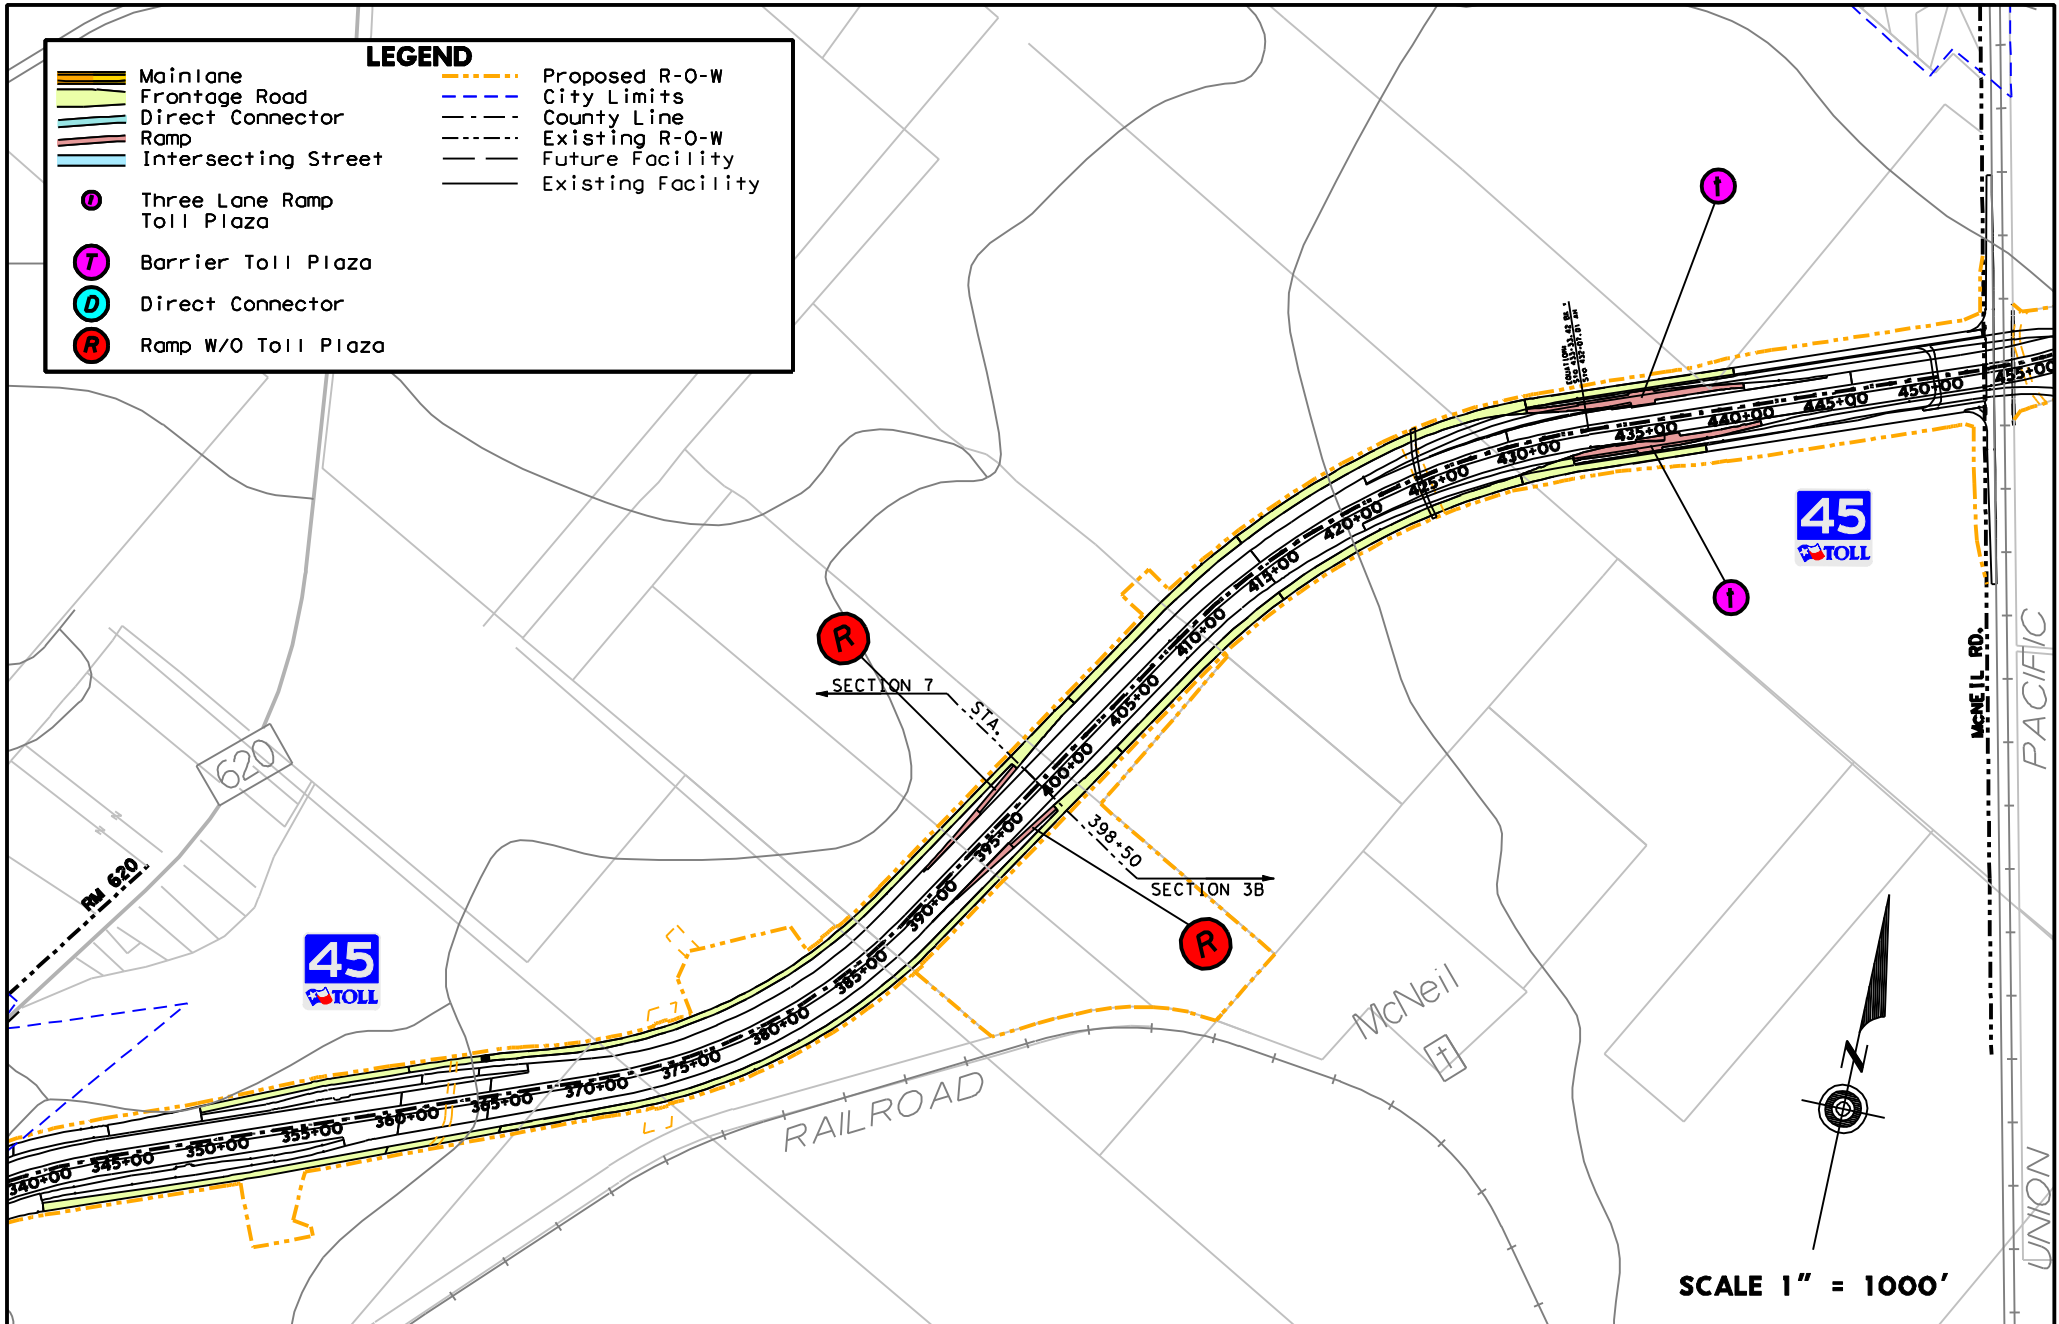 LEGEND
Mainlane
Frontage Road
Direct Connector
Ramp
Intersecting Street
Three Lane Ramp
Toll Plaza
T
Barrier Toll Plaza
D
Direct Connector
R
Ramp W/O Toll Plaza
Proposed R-O-W
City Limits
County Line
Existing R-O-W
Future Facility
Existing Facility
t
455+00
450+00
445+00
440+00
435+00
430+00
425+00
420+00
415+00
410+00
405+00
400+00
395+00
390+00
385+00
380+00
375+00
370+00
365+00
360+00
355+00
350+00
345+00
340+00
45
TOLL
t
R
SECTION 7
STA.
398+50
SECTION 3B
R
MCNEIL RD.
PACIFIC
UNION
620
RM 620
45
TOLL
McNeil
RAILROAD
N
SCALE 1" = 1000'